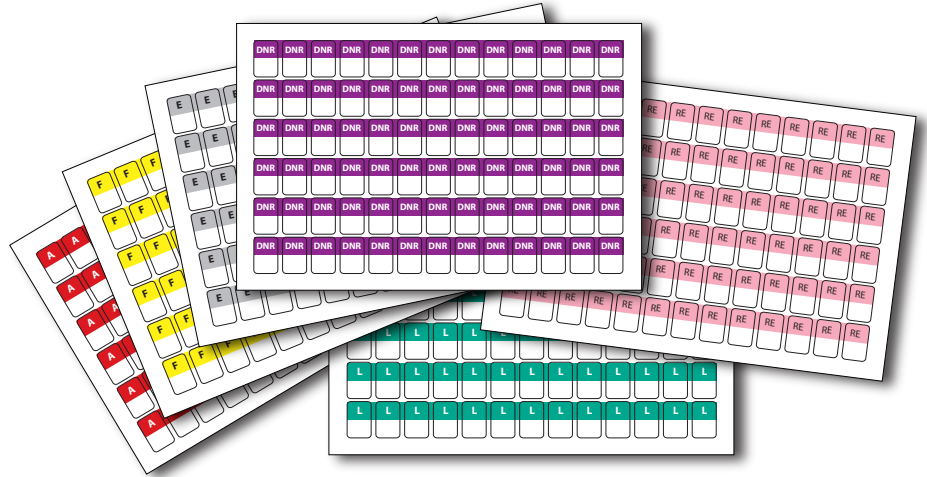 DNR DNR DNR DNR DNR DNR DNR DNR DNR DNR DNR DNR DNR
DNR DNR DNR DNR DNR DNR DNR DNR DNR DNR DNR DNR DNR
DNR DNR DNR DNR DNR DNR DNR DNR DNR DNR DNR DNR DNR
DNR DNR DNR DNR DNR DNR DNR DNR DNR DNR DNR DNR DNR
DNR DNR DNR DNR DNR DNR DNR DNR DNR DNR DNR DNR DNR
DNR DNR DNR DNR DNR DNR DNR DNR DNR DNR DNR DNR DNR
E E E
E E
E E
E E
E
E E
F F F
F F F
F F
F F
F F
F F F F
A A
A A
A A
A
A
A
RE RE RE RE RE RE RE RE RE
RE RE RE RE RE RE RE RE RE
RE RE RE RE RE RE RE RE RE
RE RE RE RE RE RE RE RE RE
RE RE RE RE RE RE RE RE
RE RE RE RE RE RE RE RE RE RE RE RE RE
L L L L L
L L L L L L L L L L L L L
L L L L L L L L L L L L L